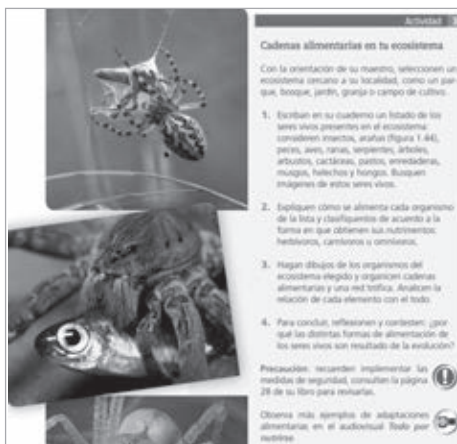 Actividad
Cadenas alimentarias en tu ecosistema
Con la orientación de su maestro, seleccionen un
ecosistema cercano a su localidad, como un par-
que, bosque, jardín, granja o campo de cultivo.
1. Escriban en su cuaderno un listado de los
seres vivos presentes en el ecosistema:
consideren insectos, arañas (figura 1.44),
peces, aves, ranas, serpientes, árboles,
arbustos, cactáceas, pastos, enredaderas,
musgos, helechos y hongos. Busquen
imágenes de estos seres vivos.
2. Expliquen cómo se alimenta cada organismo
de la lista y clasifíquenlos de acuerdo a la
forma en que obtienen sus nutrimentos:
herbívoros, carnívoros u omnívoros.
3. Hagan dibujos de los organismos del
ecosistema elegido y organicen cadenas
alimentarias y una red trófica. Analicen la
relación de cada elemento con el todo.
4. Para concluir, reflexionen y contesten: ¿por
qué las distintas formas de alimentación de
los seres vivos son resultado de la evolución?
Precaución: recuerden implementar las
medidas de seguridad, consulten la página
28 de su libro para revisarlas.
Observa más ejemplos de adaptaciones
alimentarias en el audiovisual Todo por
nutrirse.